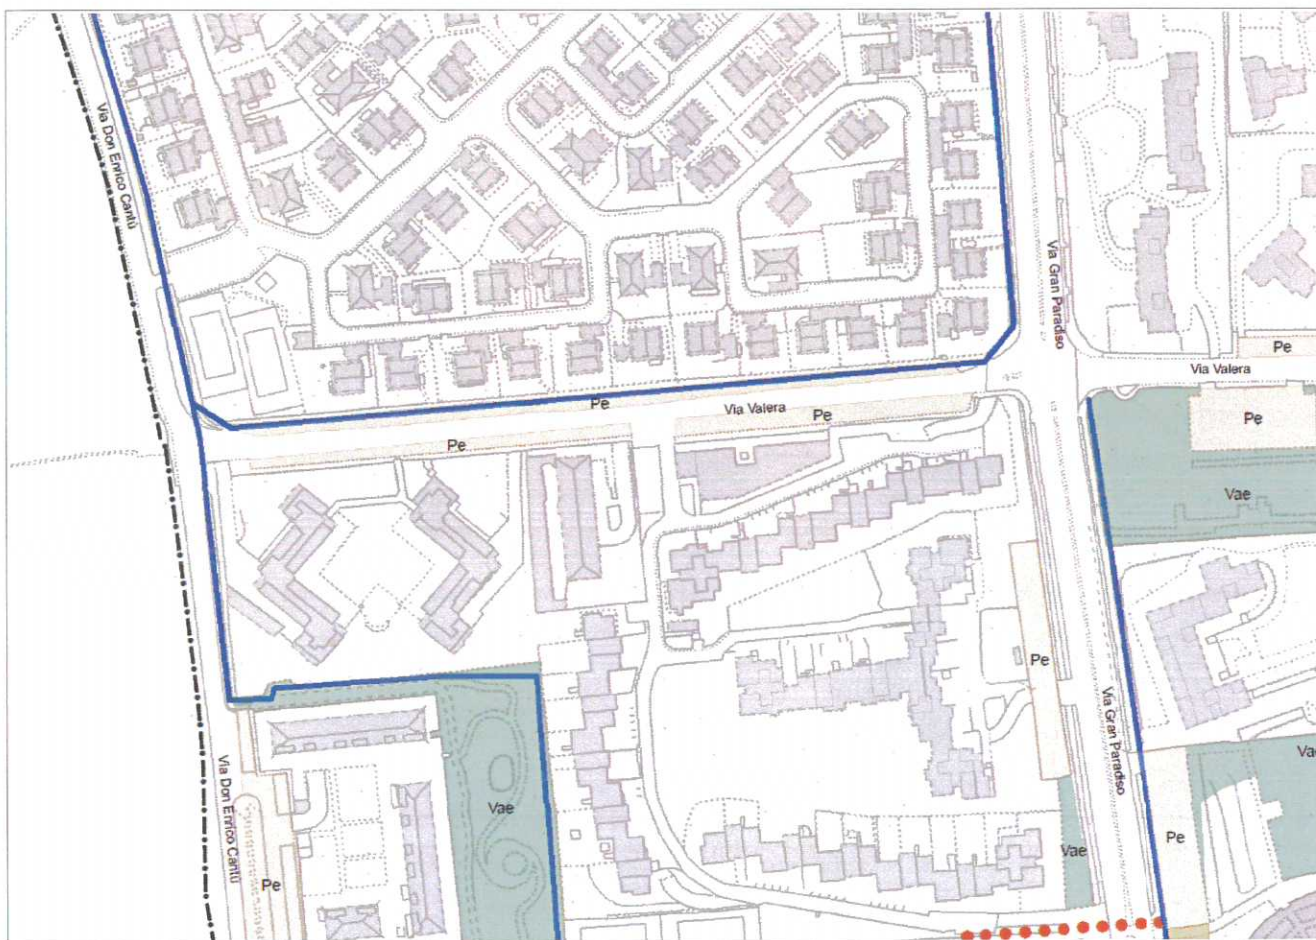 Via Don Enrico Cantù
Via Gran Paradiso
Pe
Via Valera
Pe
Via Valera
Pe
Pe
Pe
Vae
Pe
Via Gran Paradiso
Va
Via Don Enrico Cantù
Vae
Pe
Vae
Pe